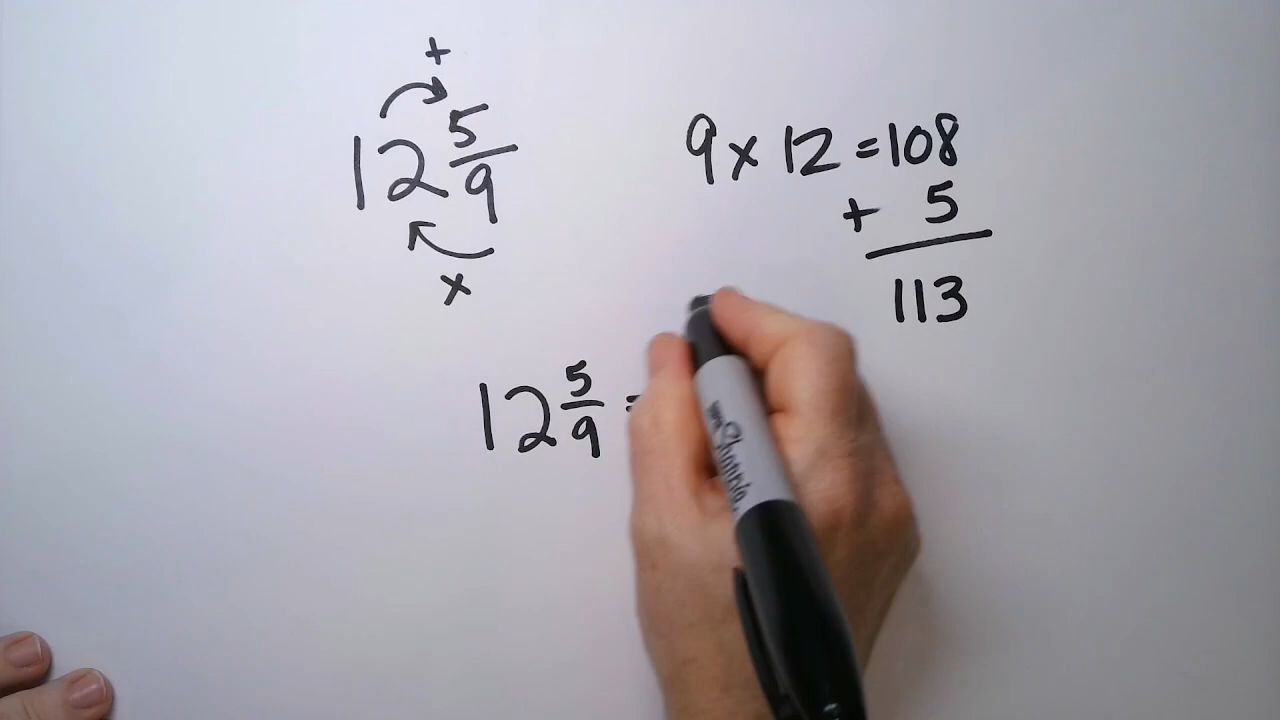 +
12 5/9
x
9 x 12 = 108
+ 5
113
12 5/9 =
Sharpie